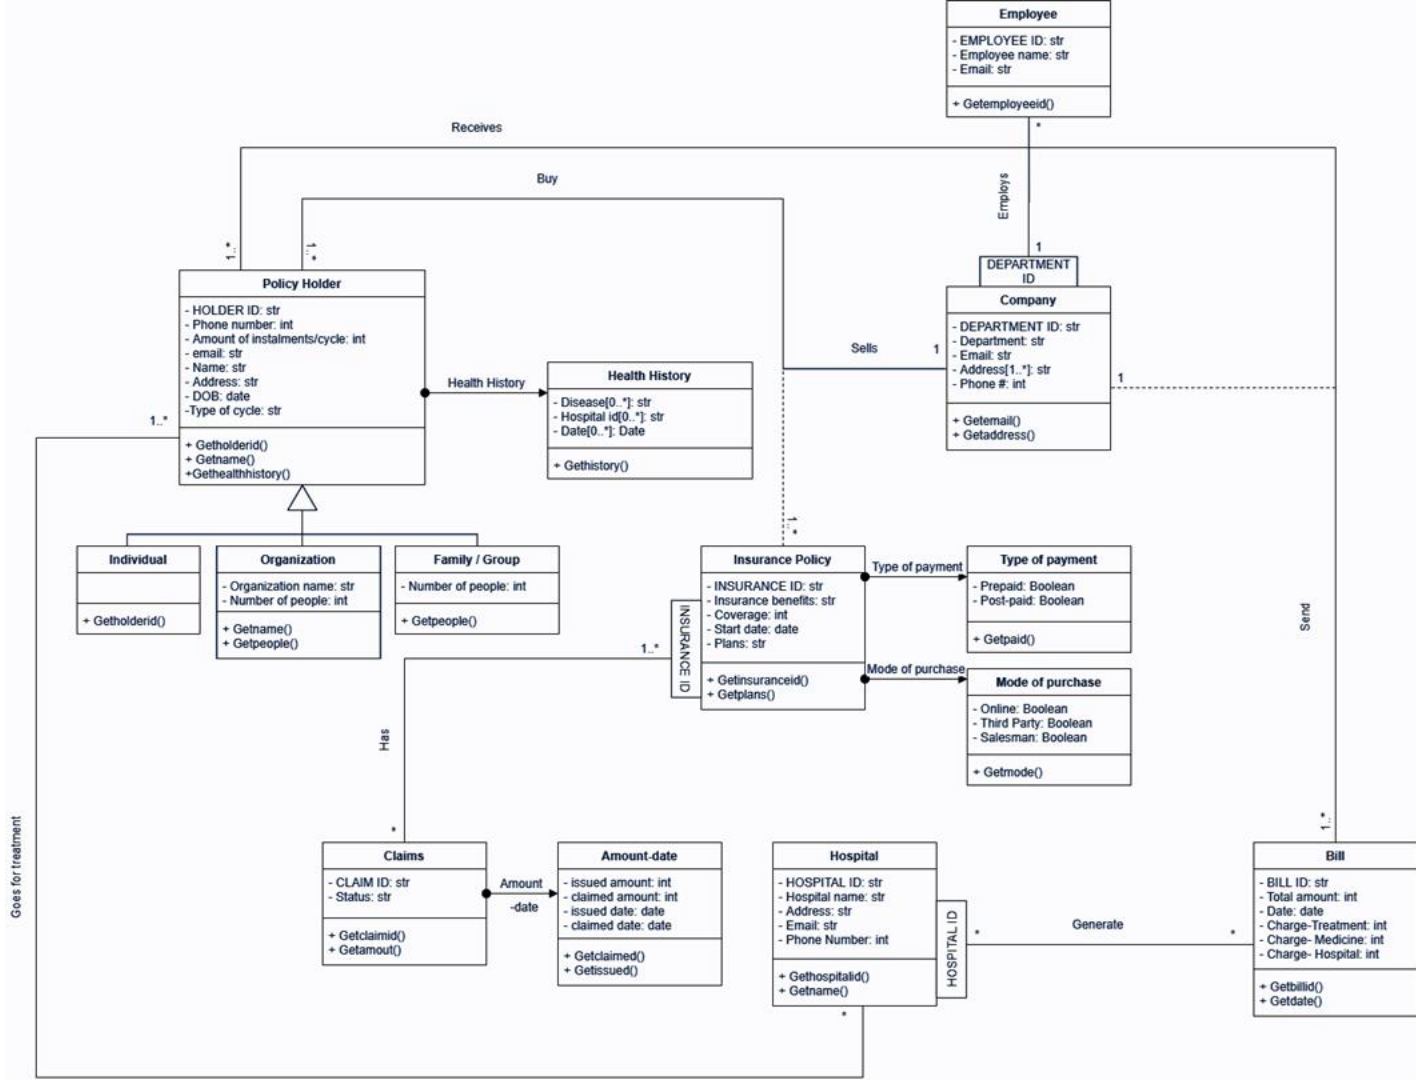 Employee
- EMPLOYEE ID: str
- Employee name: str
- Email: str
+ Getemployeeid()
*
Receives
Employs
Buy
1..*
1..*
1
DEPARTMENT
ID
Policy Holder
- HOLDER ID: str
- Phone number: int
- Amount of instalments/cycle: int
- email: str
- Name: str
- Address: str
- DOB: date
-Type of cycle: str
+ Getholderid()
+ Getname()
+Gethealthhistory()
1..*
Health History
Health History
- Disease[0..*]: str
- Hospital id[0..*]: str
- Date[0..*]: Date
+ Gethistory()
Sells
1
Company
- DEPARTMENT ID: str
- Department: str
- Email: str
- Address[1..*]: str
- Phone #: int
+ Getemail()
+ Getaddress()
1
Individual
+ Getholderid()
Organization
- Organization name: str
- Number of people: int
+ Getname()
+ Getpeople()
Family / Group
- Number of people: int
+ Getpeople()
1..*
Insurance Policy
- INSURANCE ID: str
- Insurance benefits: str
- Coverage: int
- Start date: date
- Plans: str
+ Getinsuranceid()
+ Getplans()
INSURANCE ID
1..*
Type of payment
Type of payment
- Prepaid: Boolean
- Post-paid: Boolean
+ Getpaid()
Mode of purchase
Mode of purchase
- Online: Boolean
- Third Party: Boolean
- Salesman: Boolean
+ Getmode()
Send
Has
*
1..*
Goes for treatment
Claims
- CLAIM ID: str
- Status: str
+ Getclaimid()
+ Getamout()
Amount
-date
Amount-date
- issued amount: int
- claimed amount: int
- issued date: date
- claimed date: date
+ Getclaimed()
+ Getissued()
Hospital
- HOSPITAL ID: str
- Hospital name: str
- Address: str
- Email: str
- Phone Number: int
+ Gethospitalid()
+ Getname()
HOSPITAL ID
*
Generate
*
Bill
- BILL ID: str
- Total amount: int
- Date: date
- Charge-Treatment: int
- Charge- Medicine: int
- Charge- Hospital: int
+ Getbillid()
+ Getdate()
*